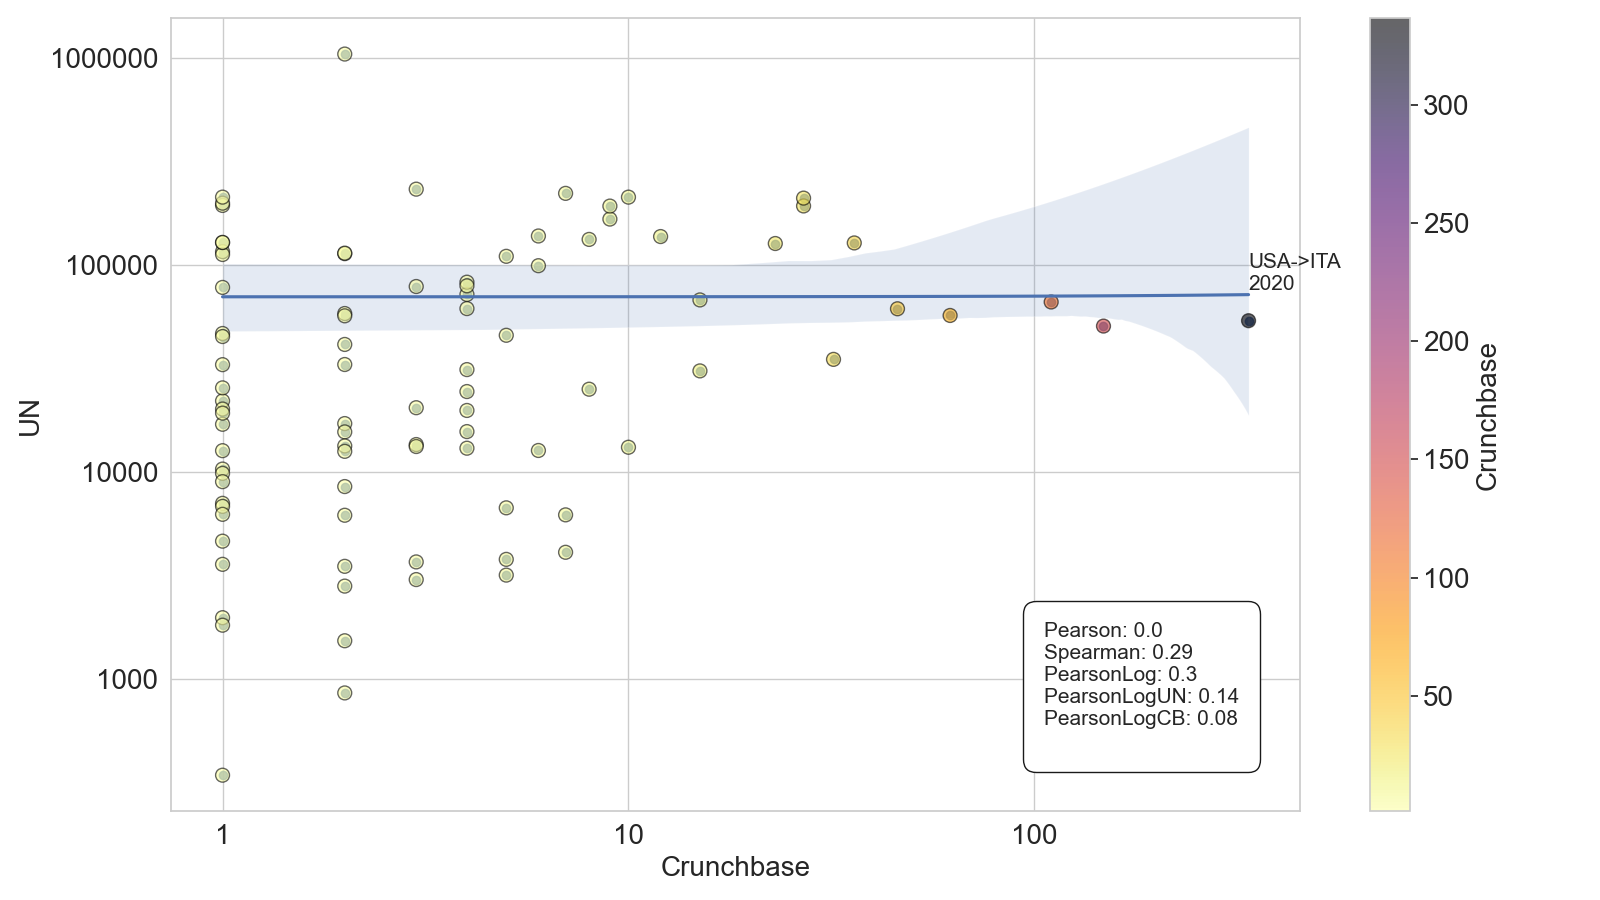 1000000
100000
10000
1000
UN
1
10
100
Crunchbase
USA->ITA
2020
Pearson: 0.0
Spearman: 0.29
PearsonLog: 0.3
PearsonLogUN: 0.14
PearsonLogCB: 0.08
300
250
200
150
100
50
Crunchbase